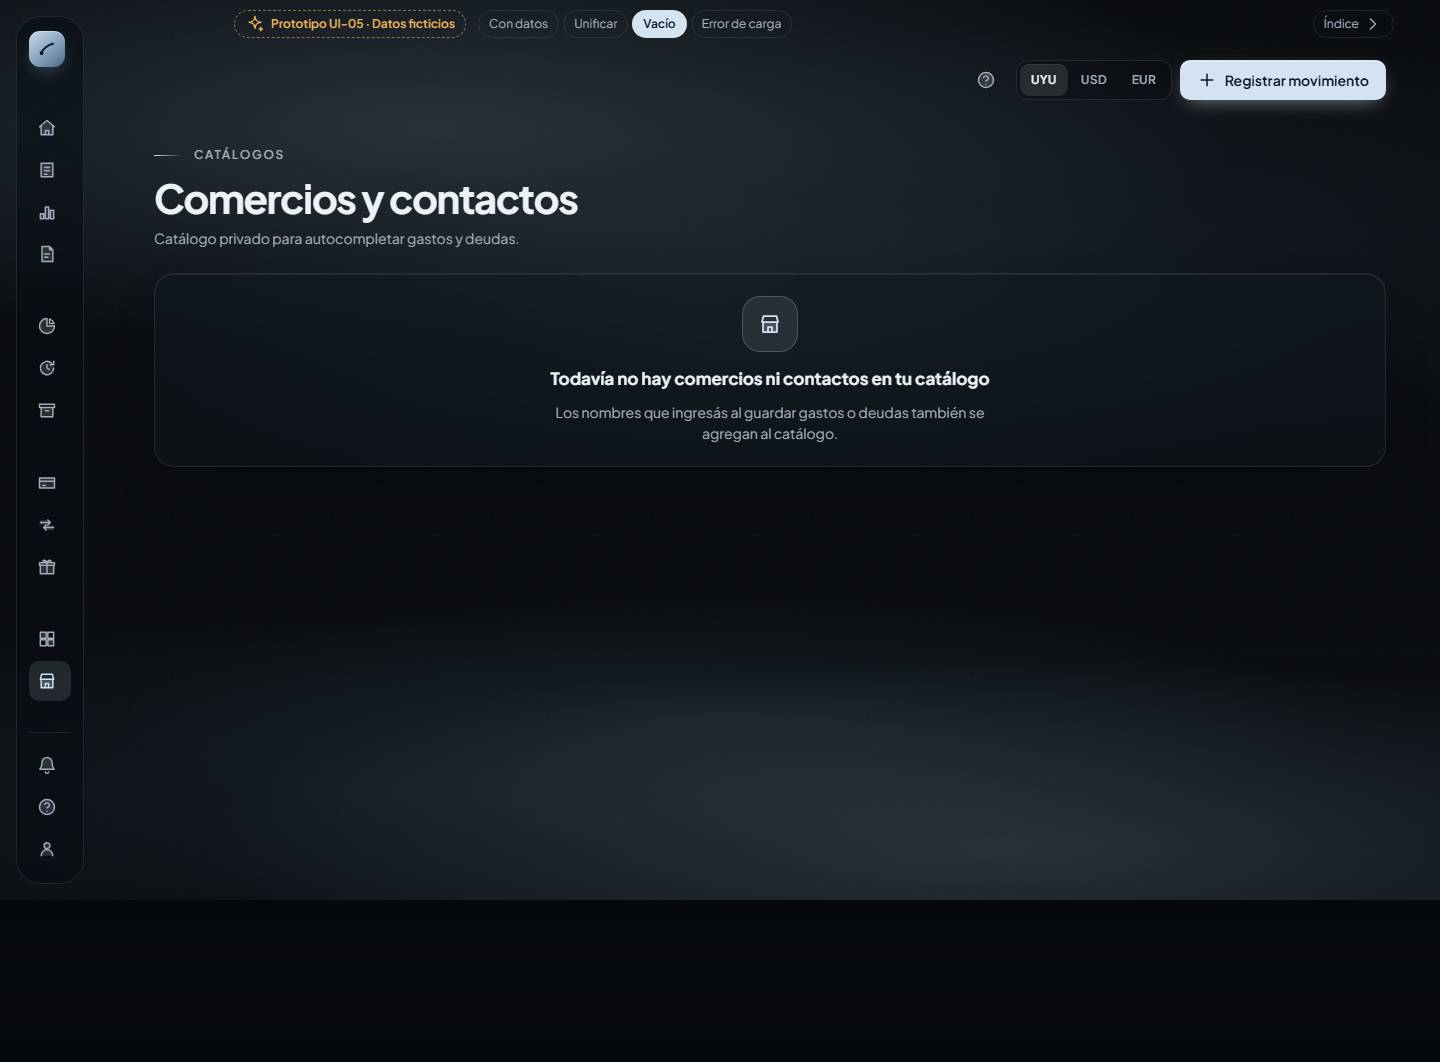 Prototipo UI-05 · Datos ficticios
Con datos
Unificar
Vacío
Error de carga
Índice
UYU
USD
EUR
Registrar movimiento
CATÁLOGOS
Comercios y contactos
Catálogo privado para autocompletar gastos y deudas.
Todavía no hay comercios ni contactos en tu catálogo
Los nombres que ingresás al guardar gastos o deudas también se
agregan al catálogo.